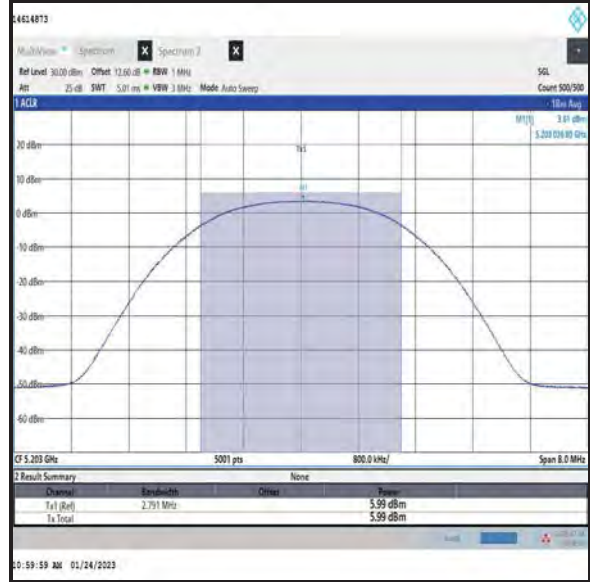 14614873
MultiView Spectrum X Spectrum 2 X
Ref Level 30.00 dBm Offset 12.60 dB RBW 1 MHz SGL
Att 25 dB SWT 5.01 ms VBW 3 MHz Mode Auto Sweep Count 500/500
1 ACLR
M1[1] 3.61 dBm
20 dBm Tx1
10 dBm
M1
0 dBm
-10 dBm
-20 dBm
-30 dBm
-40 dBm
-50 dBm
-60 dBm
CF 5.203 GHz 5001 pts 800.0 kHz/ Span 8.0 MHz
2 Result Summary None
Channel Bandwidth Offset Power
Tx1 (Ref) 2.791 MHz 5.99 dBm
Tx Total 5.99 dBm
10:59:59 AM 01/24/2023